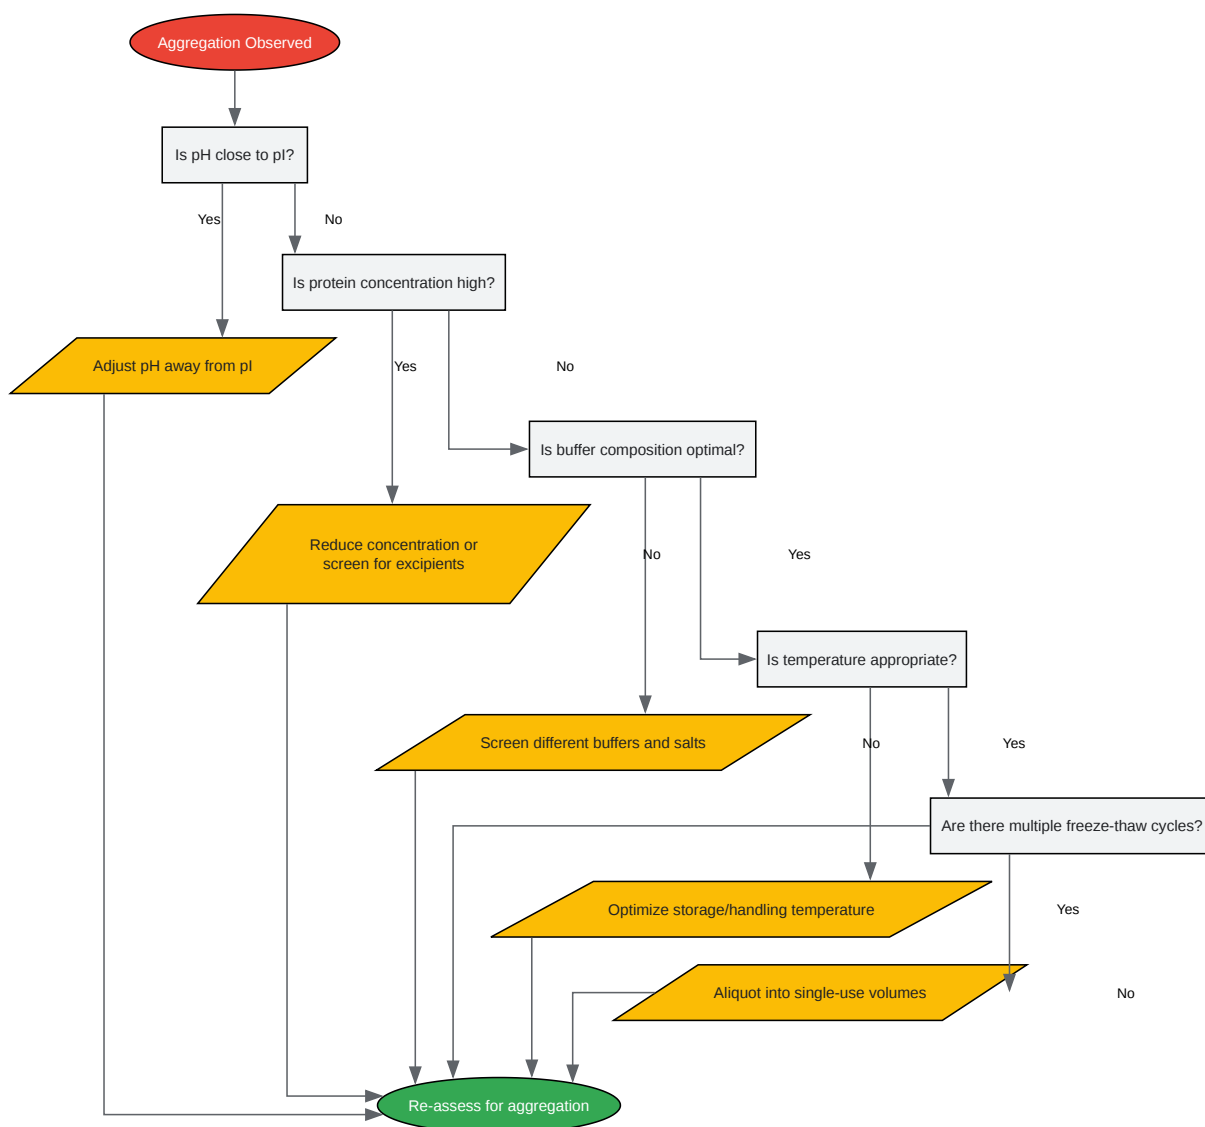 Aggregation Observed
Is pH close to pI?
Yes
No
Is protein concentration high?
Adjust pH away from pI
Yes
No
Is buffer composition optimal?
Reduce concentration or
screen for excipients
No
Yes
Is temperature appropriate?
Screen different buffers and salts
No
Yes
Are there multiple freeze-thaw cycles?
Optimize storage/handling temperature
Yes
Aliquot into single-use volumes
No
Re-assess for aggregation